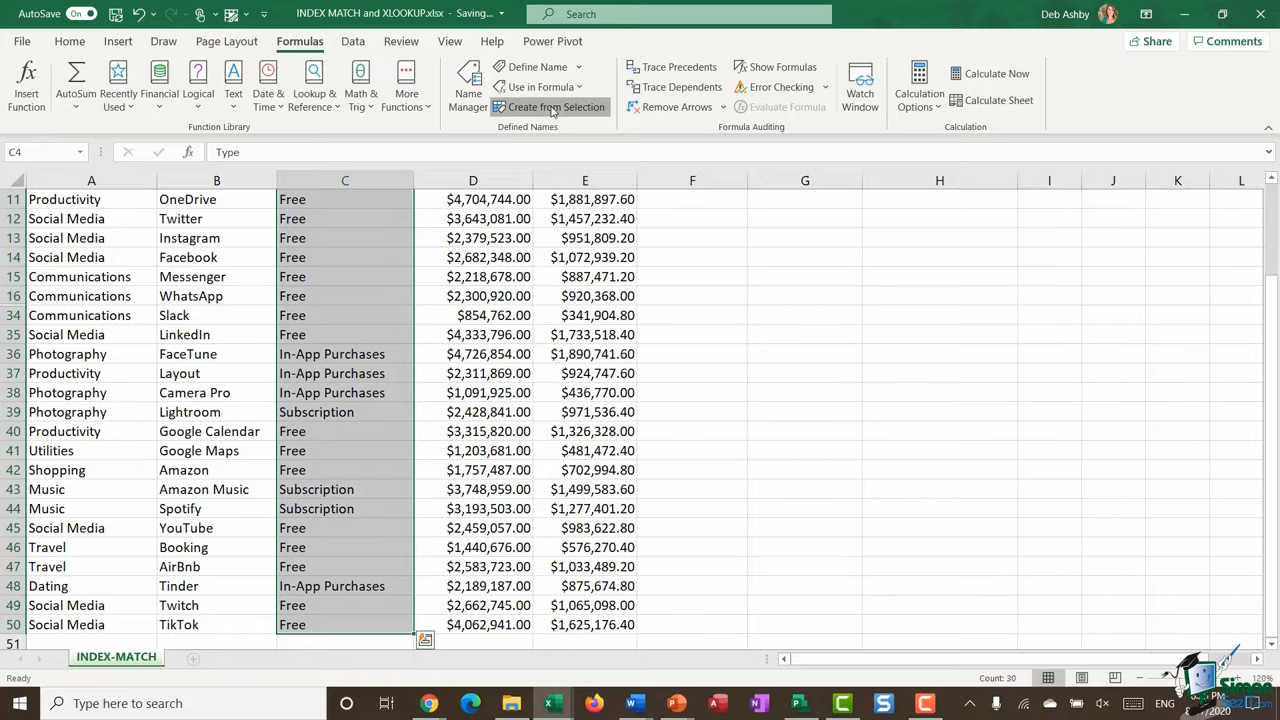 AutoSave On INDEX MATCH and XLOOKUP.xlsx - Saving... Search Deb Ashby
File Home Insert Draw Page Layout Formulas Data Review View Help Power Pivot Share Comments
Insert Function
AutoSum
Recently Used
Financial
Logical
Text
Date & Time
Lookup & Reference
Math & Trig
More Functions
Function Library
Name Manager
Define Name
Use in Formula
Create from Selection
Defined Names
Trace Precedents
Trace Dependents
Remove Arrows
Show Formulas
Error Checking
Evaluate Formula
Formula Auditing
Watch Window
Calculation Options
Calculate Now
Calculate Sheet
Calculation
C4 fx Type
A B C D E F G H I J K L
11 Productivity OneDrive Free $4,704,744.00 $1,881,897.60
12 Social Media Twitter Free $3,643,081.00 $1,457,232.40
13 Social Media Instagram Free $2,379,523.00 $951,809.20
14 Social Media Facebook Free $2,682,348.00 $1,072,939.20
15 Communications Messenger Free $2,218,678.00 $887,471.20
16 Communications WhatsApp Free $2,300,920.00 $920,368.00
34 Communications Slack Free $854,762.00 $341,904.80
35 Social Media LinkedIn Free $4,333,796.00 $1,733,518.40
36 Photography FaceTune In-App Purchases $4,726,854.00 $1,890,741.60
37 Productivity Layout In-App Purchases $2,311,869.00 $924,747.60
38 Photography Camera Pro In-App Purchases $1,091,925.00 $436,770.00
39 Photography Lightroom Subscription $2,428,841.00 $971,536.40
40 Productivity Google Calendar Free $3,315,820.00 $1,326,328.00
41 Utilities Google Maps Free $1,203,681.00 $481,472.40
42 Shopping Amazon Free $1,757,487.00 $702,994.80
43 Music Amazon Music Subscription $3,748,959.00 $1,499,583.60
44 Music Spotify Subscription $3,193,503.00 $1,277,401.20
45 Social Media YouTube Free $2,459,057.00 $983,622.80
46 Travel Booking Free $1,440,676.00 $576,270.40
47 Travel AirBnb Free $2,583,723.00 $1,033,489.20
48 Dating Tinder In-App Purchases $2,189,187.00 $875,674.80
49 Social Media Twitch Free $2,662,745.00 $1,065,098.00
50 Social Media TikTok Free $4,062,941.00 $1,625,176.40
51
INDEX-MATCH
Ready Count: 30 120%
Type here to search